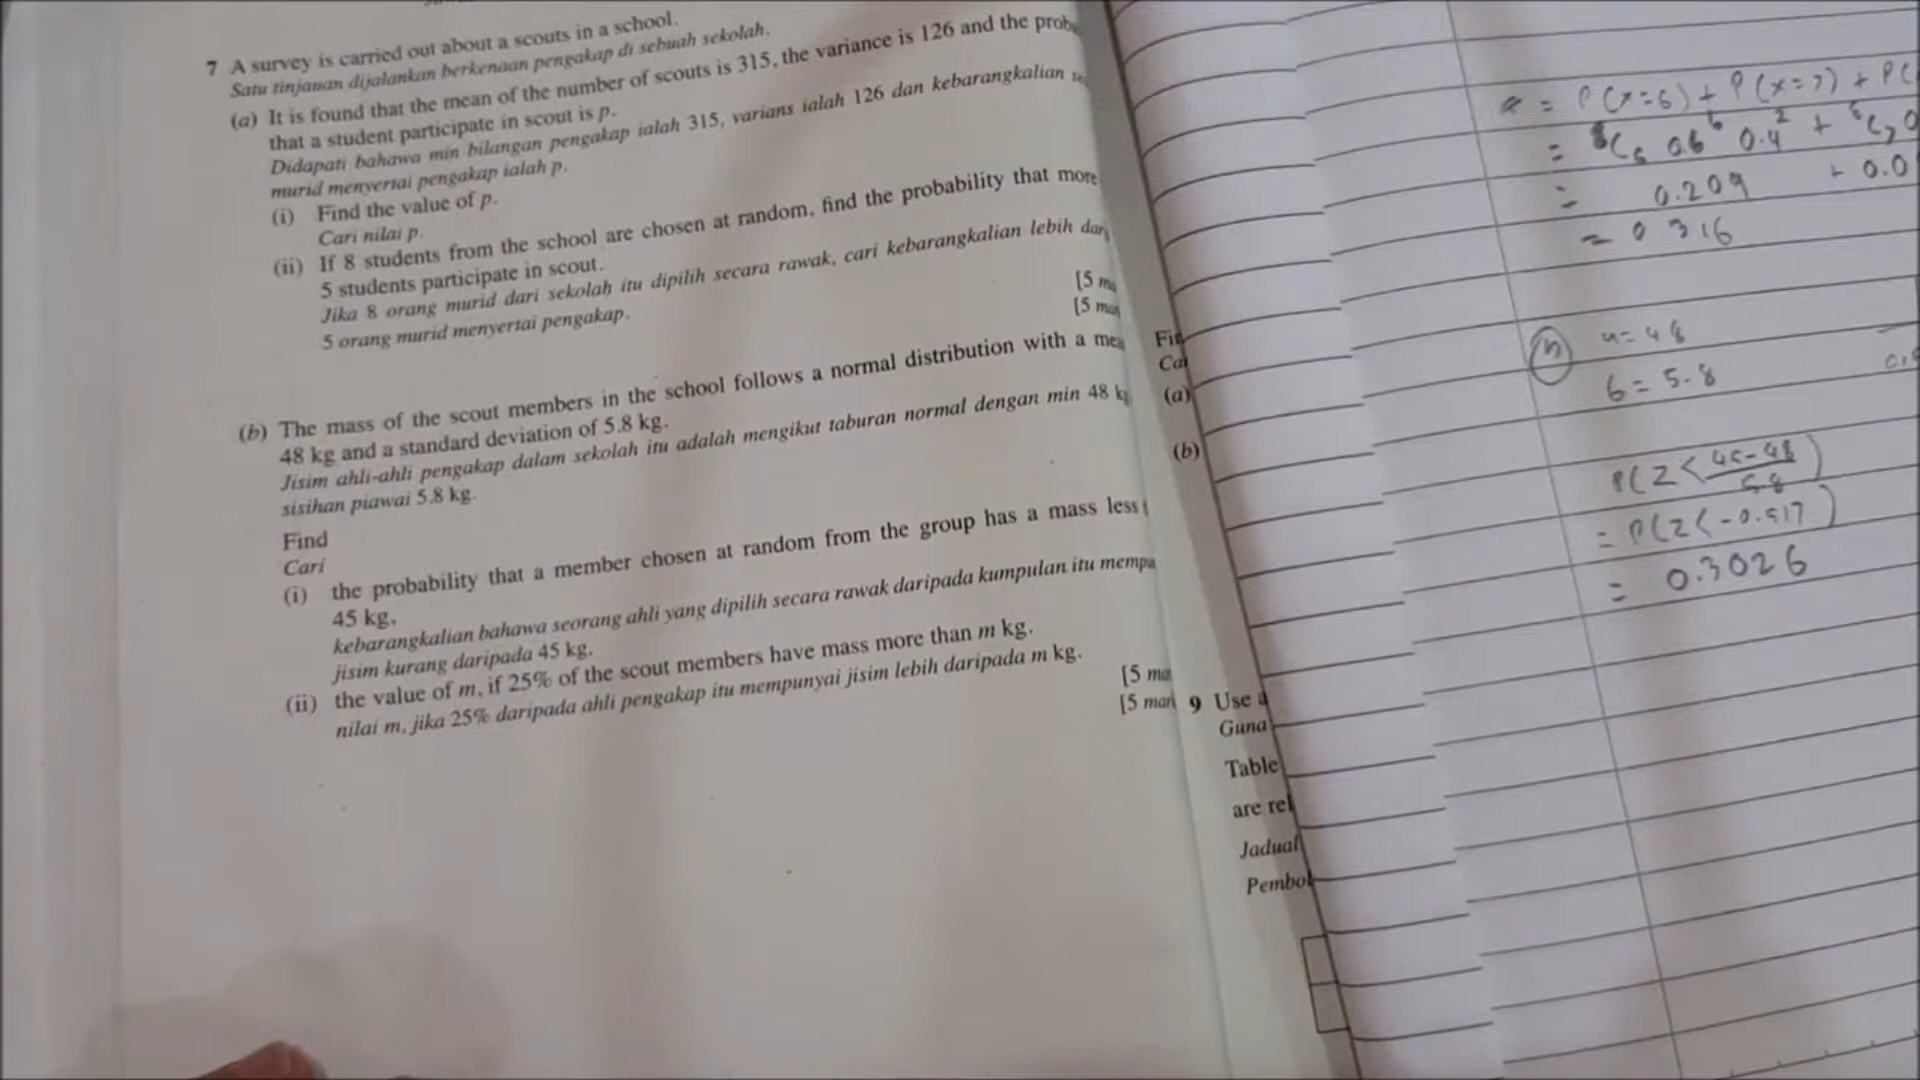 7 A survey is carried out about a scouts in a school.
Satu tinjauan dijalankan berkenaan pengakap di sebuah sekolah.
(a) It is found that the mean of the number of scouts is 315, the variance is 126 and the
that a student participate in scout is p.
Didapati bahawa min bilangan pengakap ialah 315, varians ialah 126 dan kebarangkalian
murid menyertai pengakap ialah p.
(i) Find the value of p.
Cari nilai p.
(ii) If 8 students from the school are chosen at random, find the probability that more
5 students participate in scout.
Jika 8 orang murid dari sekolah itu dipilih secara rawak, cari kebarangkalian lebih
5 orang murid menyertai pengakap.
[5
[5
(b) The mass of the scout members in the school follows a normal distribution with a
48 kg and a standard deviation of 5.8 kg.
Jisim ahli-ahli pengakap dalam sekolah itu adalah mengikut taburan normal dengan min 48
sisihan piawai 5.8 kg.
Find
Cari
(i) the probability that a member chosen at random from the group has a mass less
45 kg,
kebarangkalian bahawa seorang ahli yang dipilih secara rawak daripada kumpulan itu
jisim kurang daripada 45 kg.
(ii) the value of m, if 25% of the scout members have mass more than m kg.
nilai m, jika 25% daripada ahli pengakap itu mempunyai jisim lebih daripada m kg.
[5
[5
(a)
(b)
9 Use
Guna
Table
are
Jadual
= P(x=6) + P(x=7) + P(
= 0.6⁶ 0.4² +
= 0.209 + 0.0
= 0.316
(b) μ = 48
σ = 5.8
P(Z < 45-48/5.8)
= P(Z < -0.517)
= 0.3026